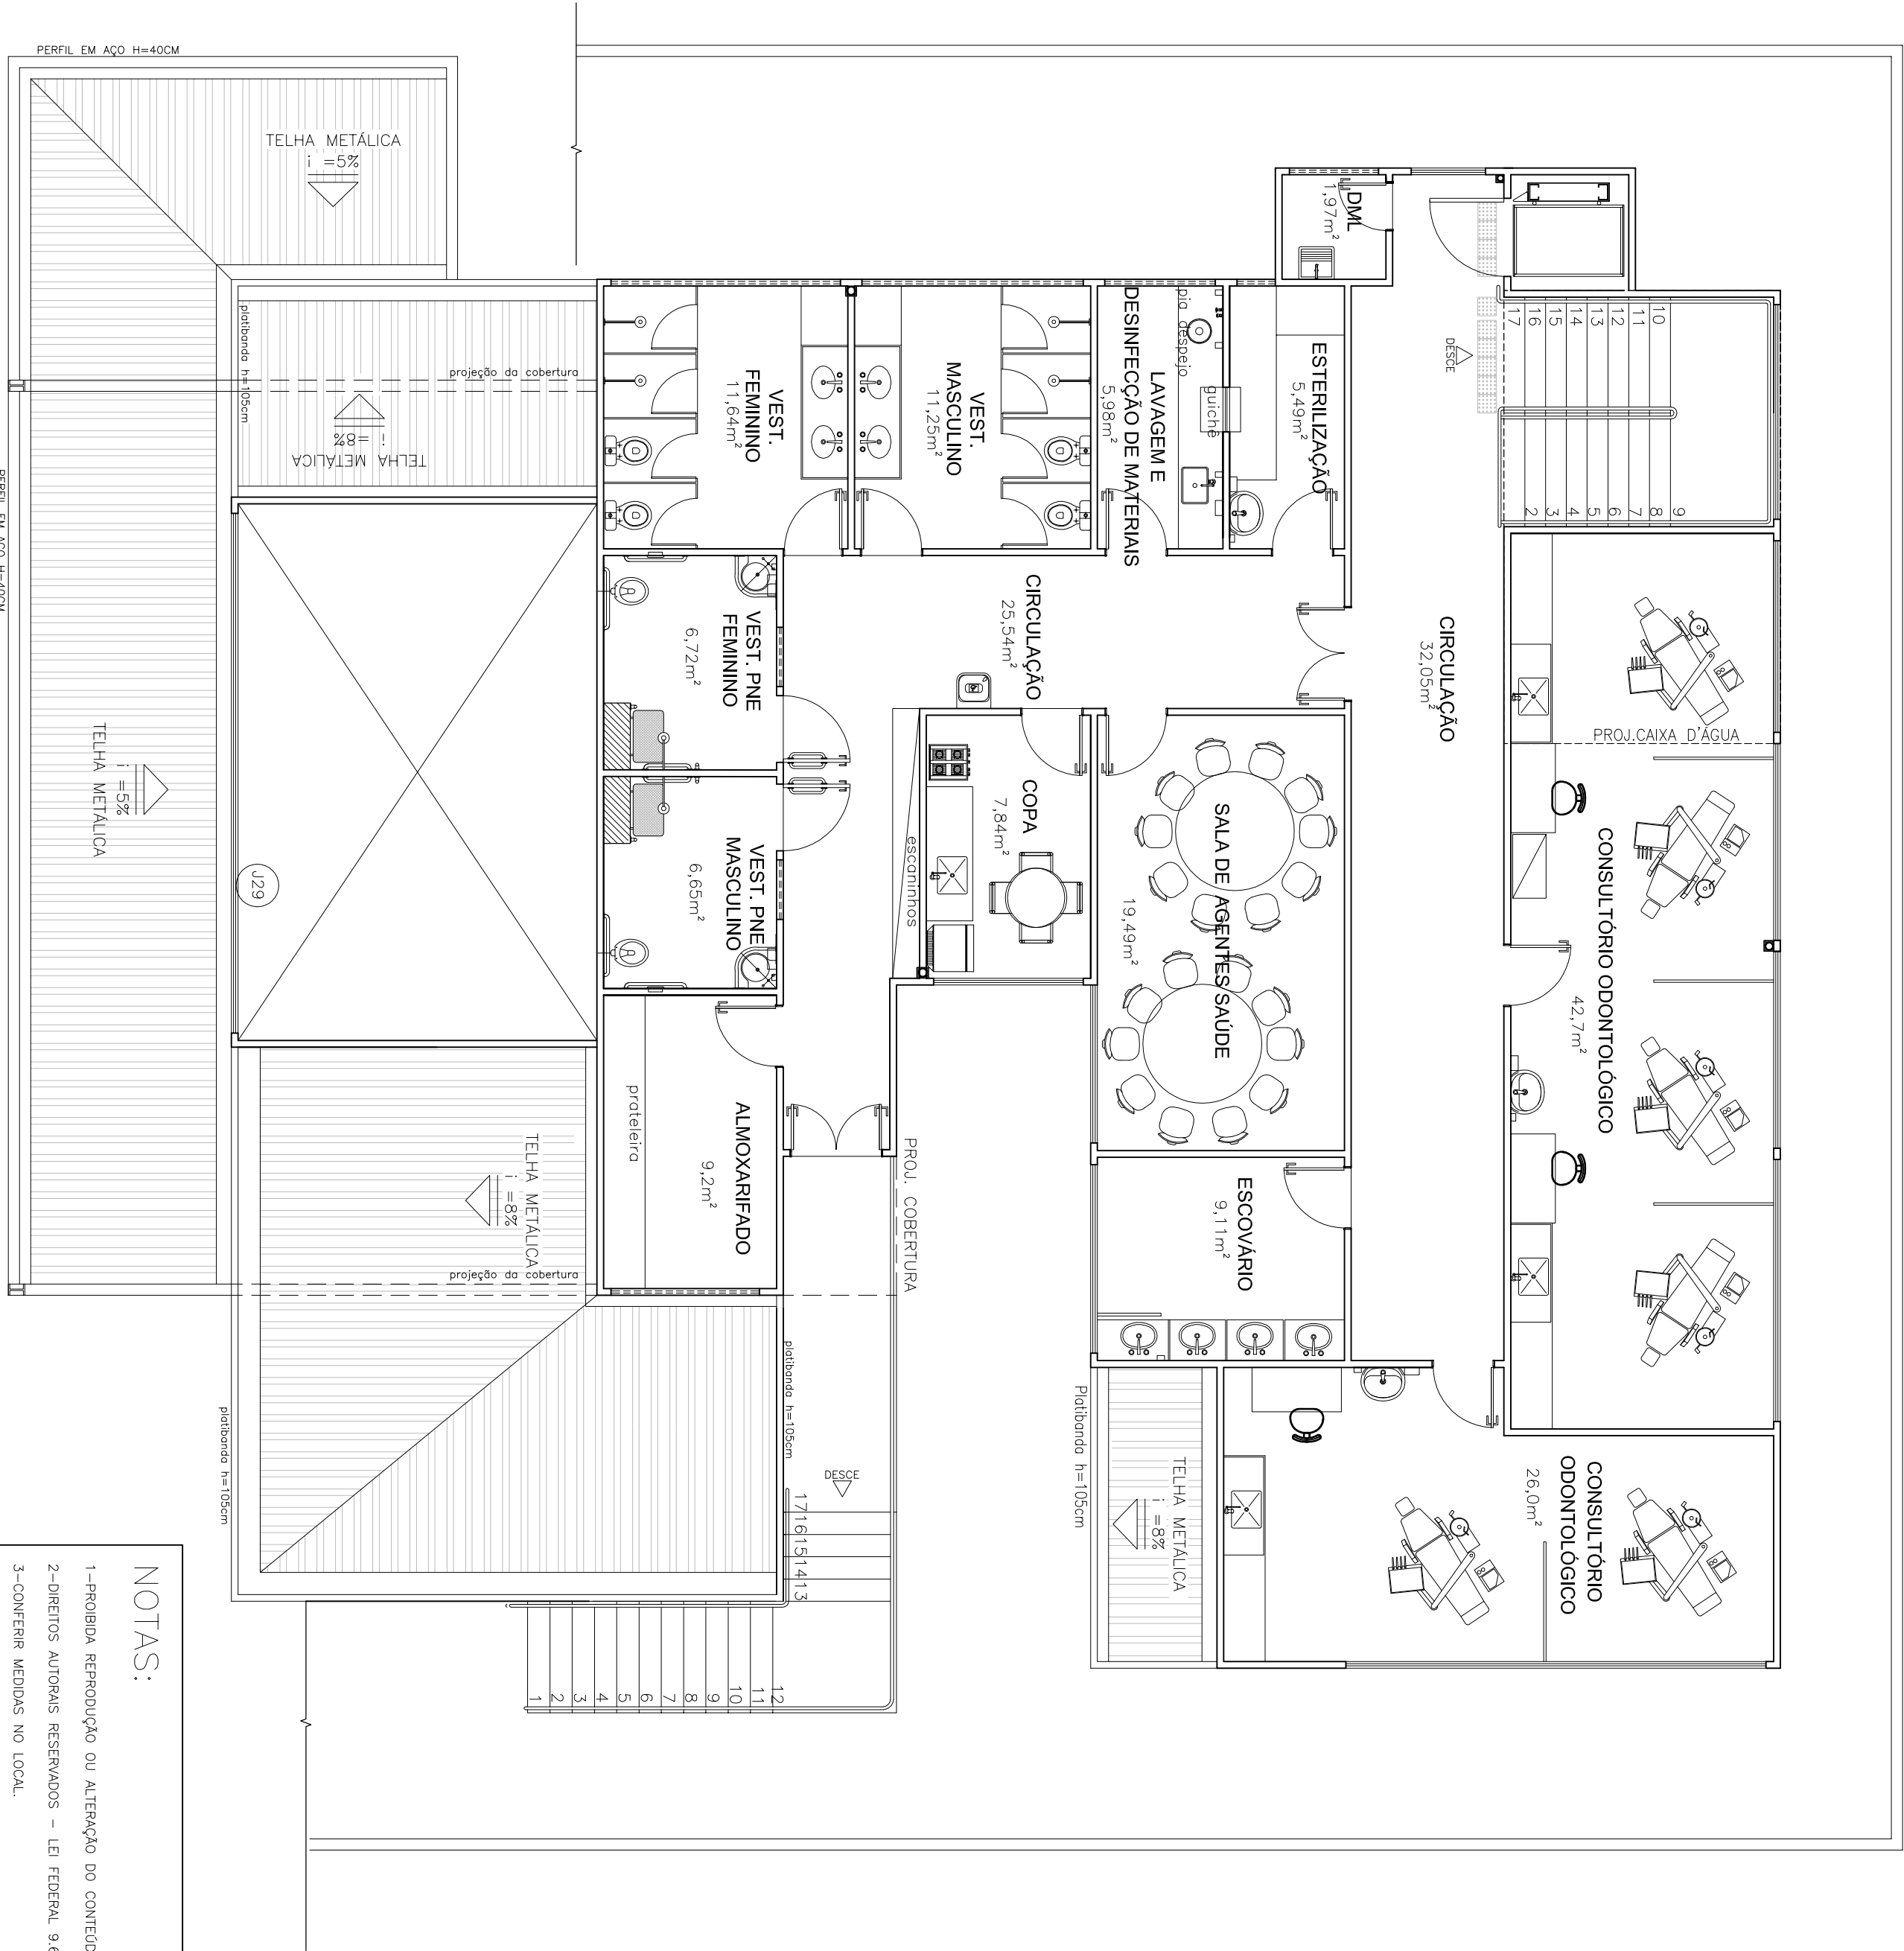 PERFIL EM AÇO H=40CM
TELHA METÁLICA
i =5%
DML
1,97m²
17
16
15
14
13
12
11
10
DESCE
2
3
4
5
6
7
8
9
platibanda h=105cm
projeção da cobertura
TELHA METÁLICA
i =8%
VEST.
FEMININO
11,64m²
VEST.
MASCULINO
11,25m²
LAVAGEM E
DESINFECÇÃO DE MATERIAIS
5,98m²
pia despejo
guichê
ESTERILIZAÇÃO
5,49m²
PERFIL EM AÇO H=40CM
CIRCULAÇÃO
25,54m²
CIRCULAÇÃO
32,05m²
VEST. PNE
FEMININO
6,72m²
VEST. PNE
MASCULINO
6,65m²
COPA
7,84m²
escaninhos
SALA DE AGENTES SAÚDE
19,49m²
PROJ.CAIXA D'ÁGUA
CONSULTÓRIO ODONTOLÓGICO
42,7m²
TELHA METÁLICA
i =5%
J29
ALMOXARIFADO
9,2m²
prateleira
PROJ. COBERTURA
ESCOVÁRIO
9,11m²
TELHA METÁLICA
i =8%
projeção da cobertura
platibanda h=105cm
platibanda h=105cm
Platibanda h=105cm
TELHA METÁLICA
i =8%
CONSULTÓRIO
ODONTOLÓGICO
26,0m²
DESCE
17
16
15
14
13
12
11
10
9
8
7
6
5
4
3
2
1
NOTAS:
1-PROIBIDA REPRODUÇÃO OU ALTERAÇÃO DO CONTEÚD
2-DIREITOS AUTORAIS RESERVADOS - LEI FEDERAL 9.6
3-CONFERIR MEDIDAS NO LOCAL.